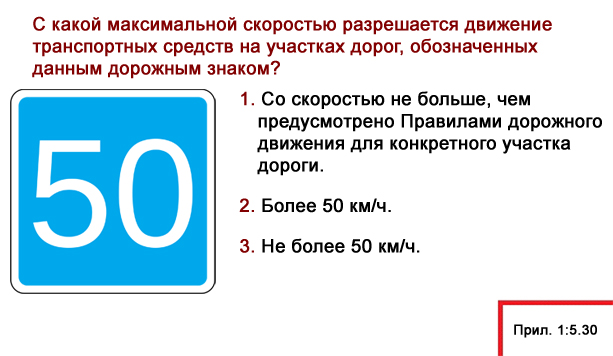 С какой максимальной скоростью разрешается движение
транспортных средств на участках дорог, обозначенных
данным дорожным знаком?
50
1. Со скоростью не больше, чем
предусмотрено Правилами дорожного
движения для конкретного участка
дороги.
2. Более 50 км/ч.
3. Не более 50 км/ч.
Прил. 1:5.30